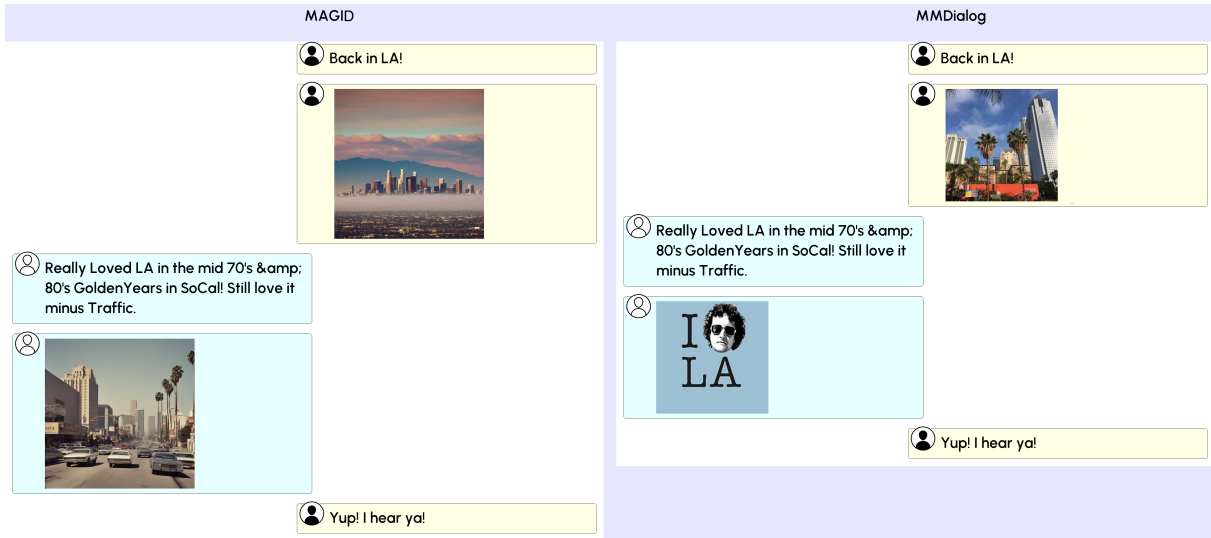 MAGID
Back in LA!
Really Loved LA in the mid 70's &amp;
80's GoldenYears in SoCal! Still love it
minus Traffic.
Yup! I hear ya!
MMDialog
Back in LA!
Really Loved LA in the mid 70's &amp;
80's GoldenYears in SoCal! Still love it
minus Traffic.
I
LA
Yup! I hear ya!